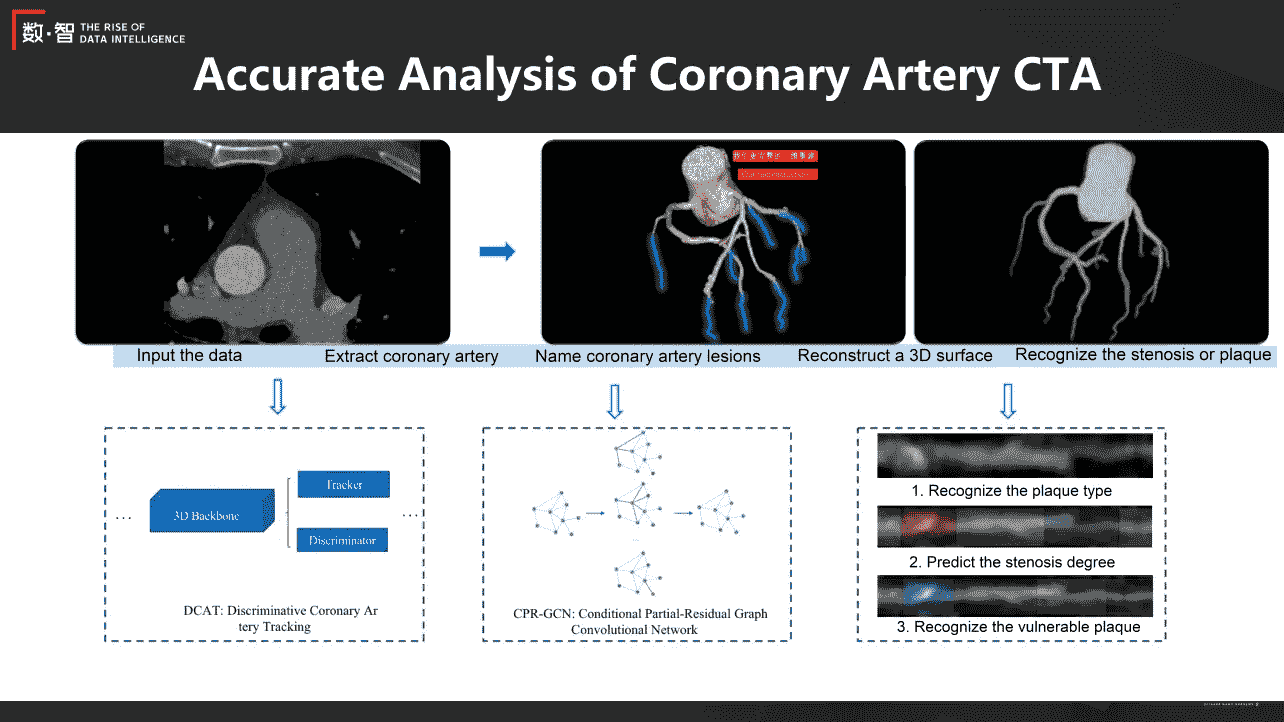 数·智 THE RISE OF
DATA INTELLIGENCE
Accurate Analysis of Coronary Artery CTA
Input the data
Extract coronary artery
Name coronary artery lesions
Reconstruct a 3D surface
Recognize the stenosis or plaque
...
3D Backbone
Tracker
Discriminator
...
DCAT: Discriminative Coronary Ar
tery Tracking
...
CPR-GCN: Conditional Partial-Residual Graph
Convolutional Network
1. Recognize the plaque type
2. Predict the stenosis degree
3. Recognize the vulnerable plaque